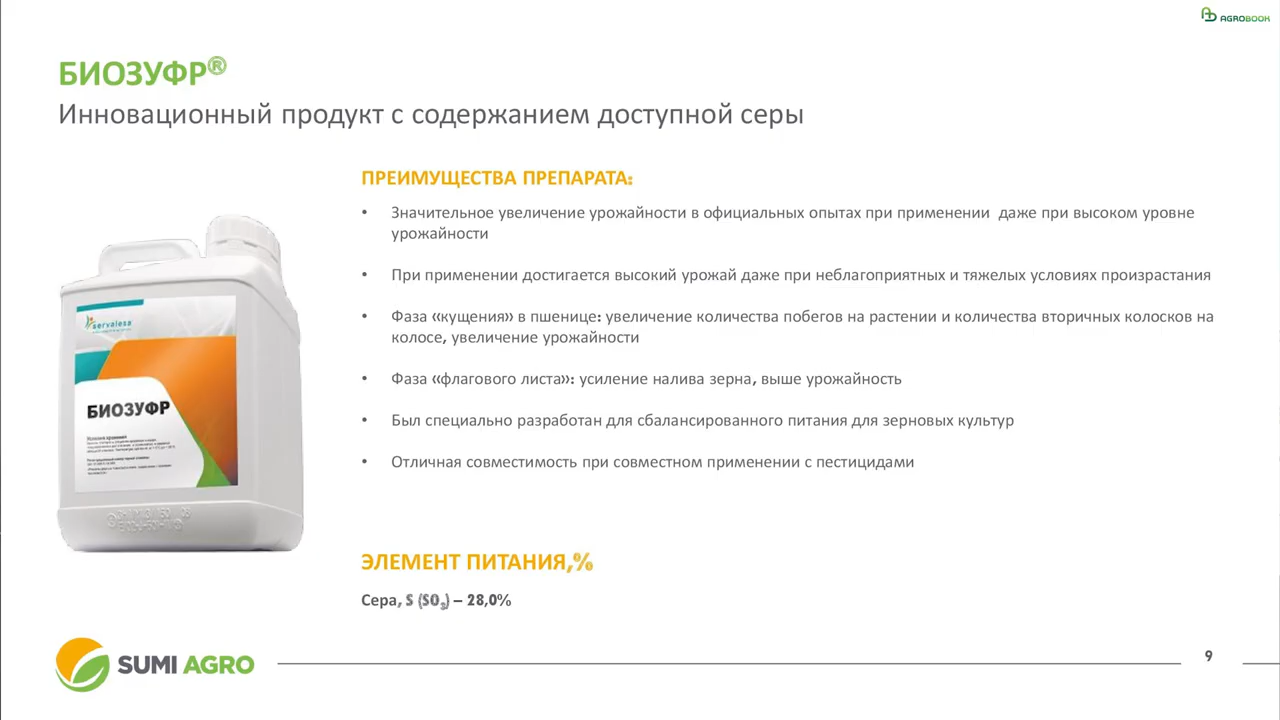 AGROBOOK
БИОЗУФР®
Инновационный продукт с содержанием доступной серы
ПРЕИМУЩЕСТВА ПРЕПАРАТА:
• Значительное увеличение урожайности в официальных опытах при применении даже при высоком уровне
урожайности
• При применении достигается высокий урожай даже при неблагоприятных и тяжелых условиях произрастания
• Фаза «кущения» в пшенице: увеличение количества побегов на растении и количества вторичных колосков на
колосе, увеличение урожайности
• Фаза «флагового листа»: усиление налива зерна, выше урожайность
• Был специально разработан для сбалансированного питания для зерновых культур
• Отличная совместимость при совместном применении с пестицидами
servalesa
БИОЗУФР
Условия хранения:
ЭЛЕМЕНТ ПИТАНИЯ,%
Сера, S (SO₃) – 28,0%
SUMI AGRO
9